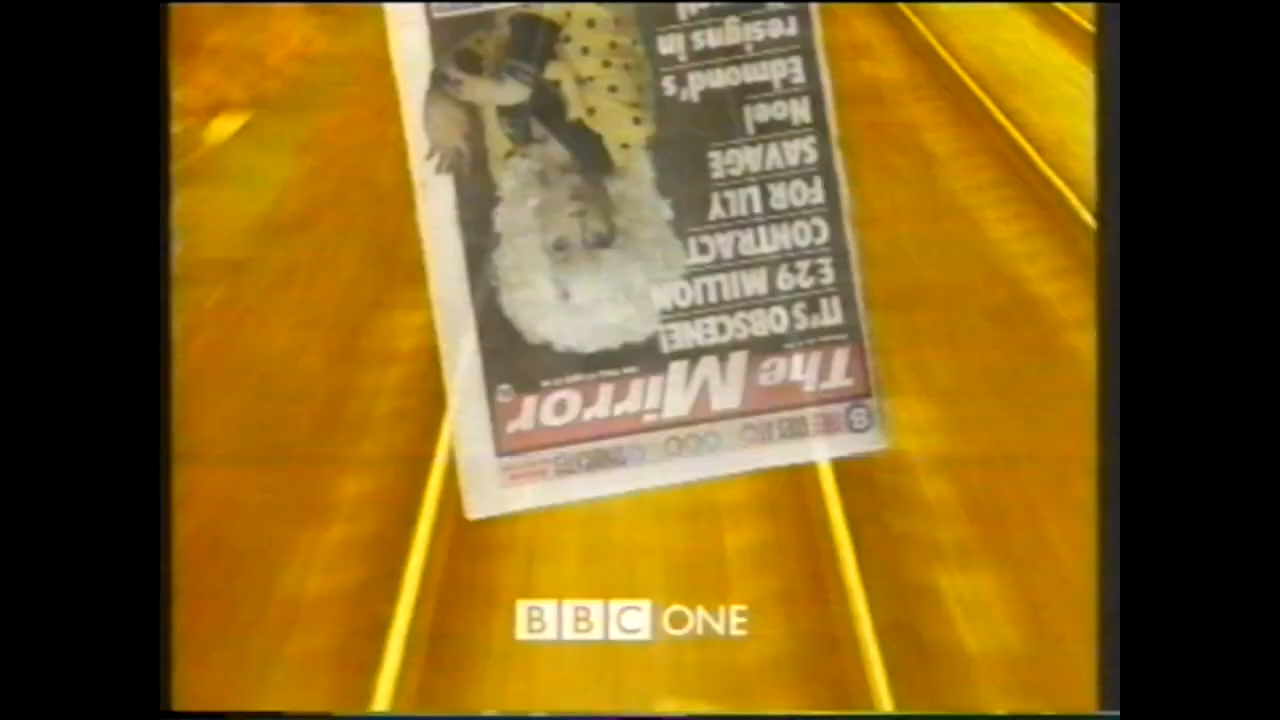 The Mirror
IT'S OBSCENE!
£29 MILLION
CONTRACT
FOR LILY
SAVAGE
Noel
Edmond's
resigns in
BBC ONE